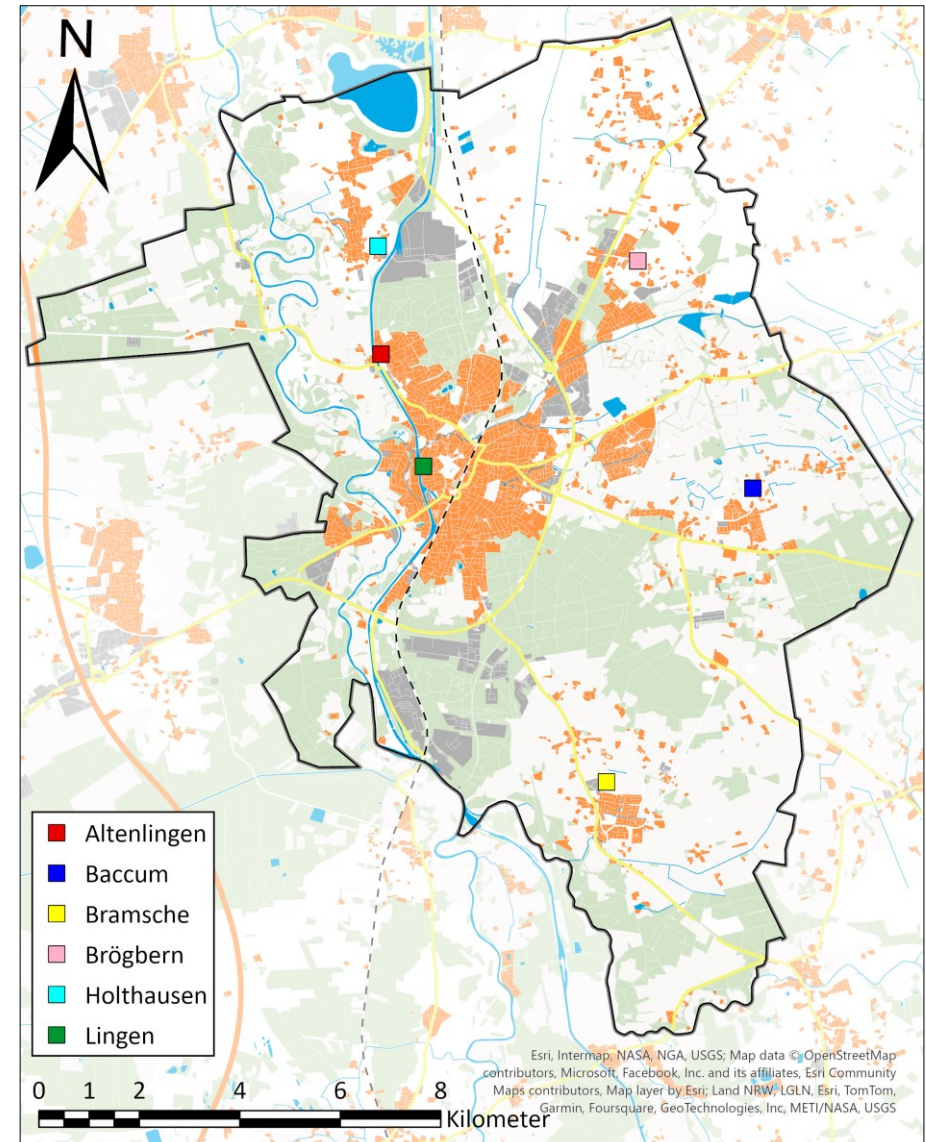 N
Altenlingen
Baccum
Bramsche
Brögbern
Holthausen
Lingen
Esri, Intermap, NASA, NGA, USGS; Map data © OpenStreetMap
contributors, Microsoft, Facebook, Inc. and its affiliates, Esri Community
Maps contributors, Map layer by Esri; Land NRW, LGLN, Esri, TomTom,
Garmin, Foursquare, GeoTechnologies, Inc, METI/NASA, USGS
0 1 2 4 6 8
Kilometer